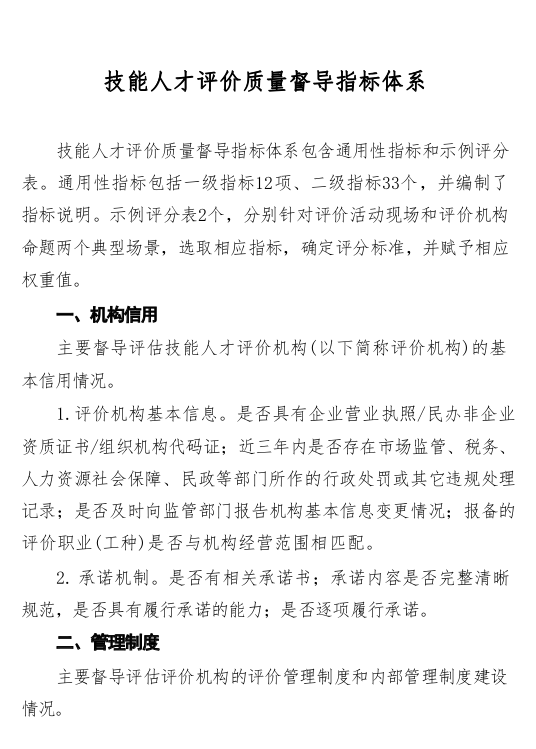 技能人才评价质量督导指标体系
技能人才评价质量督导指标体系包含通用性指标和示例评分
表。通用性指标包括一级指标12项、二级指标33个，并编制了
指标说明。示例评分表2个，分别针对评价活动现场和评价机构
命题两个典型场景，选取相应指标，确定评分标准，并赋予相应
权重值。
一、机构信用
主要督导评估技能人才评价机构(以下简称评价机构)的基
本信用情况。
1.评价机构基本信息。是否具有企业营业执照/民办非企业
资质证书/组织机构代码证；近三年内是否存在市场监管、税务、
人力资源社会保障、民政等部门所作的行政处罚或其它违规处理
记录；是否及时向监管部门报告机构基本信息变更情况；报备的
评价职业(工种)是否与机构经营范围相匹配。
2. 承诺机制。是否有相关承诺书；承诺内容是否完整清晰
规范，是否具有履行承诺的能力；是否逐项履行承诺。
二、管理制度
主要督导评估评价机构的评价管理制度和内部管理制度建设
情况。